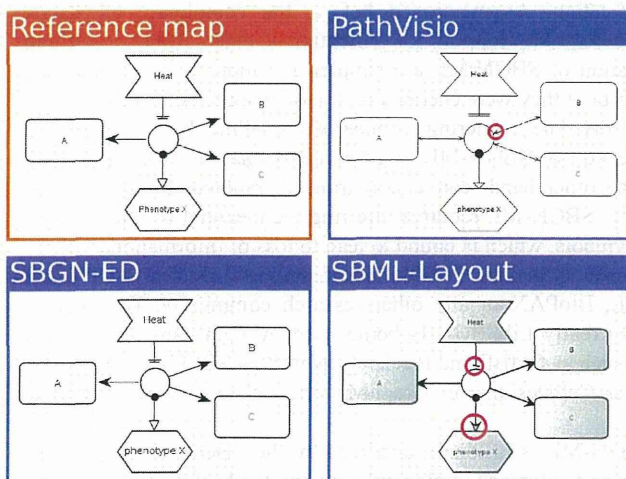 Reference map
Heat
A
B
C
Phenotype X
PathVisio
Heat
A
B
C
phenotype X
SBGN-ED
Heat
A
B
C
phenotype X
SBML-Layout
Heat
A
B
C
phenotype X